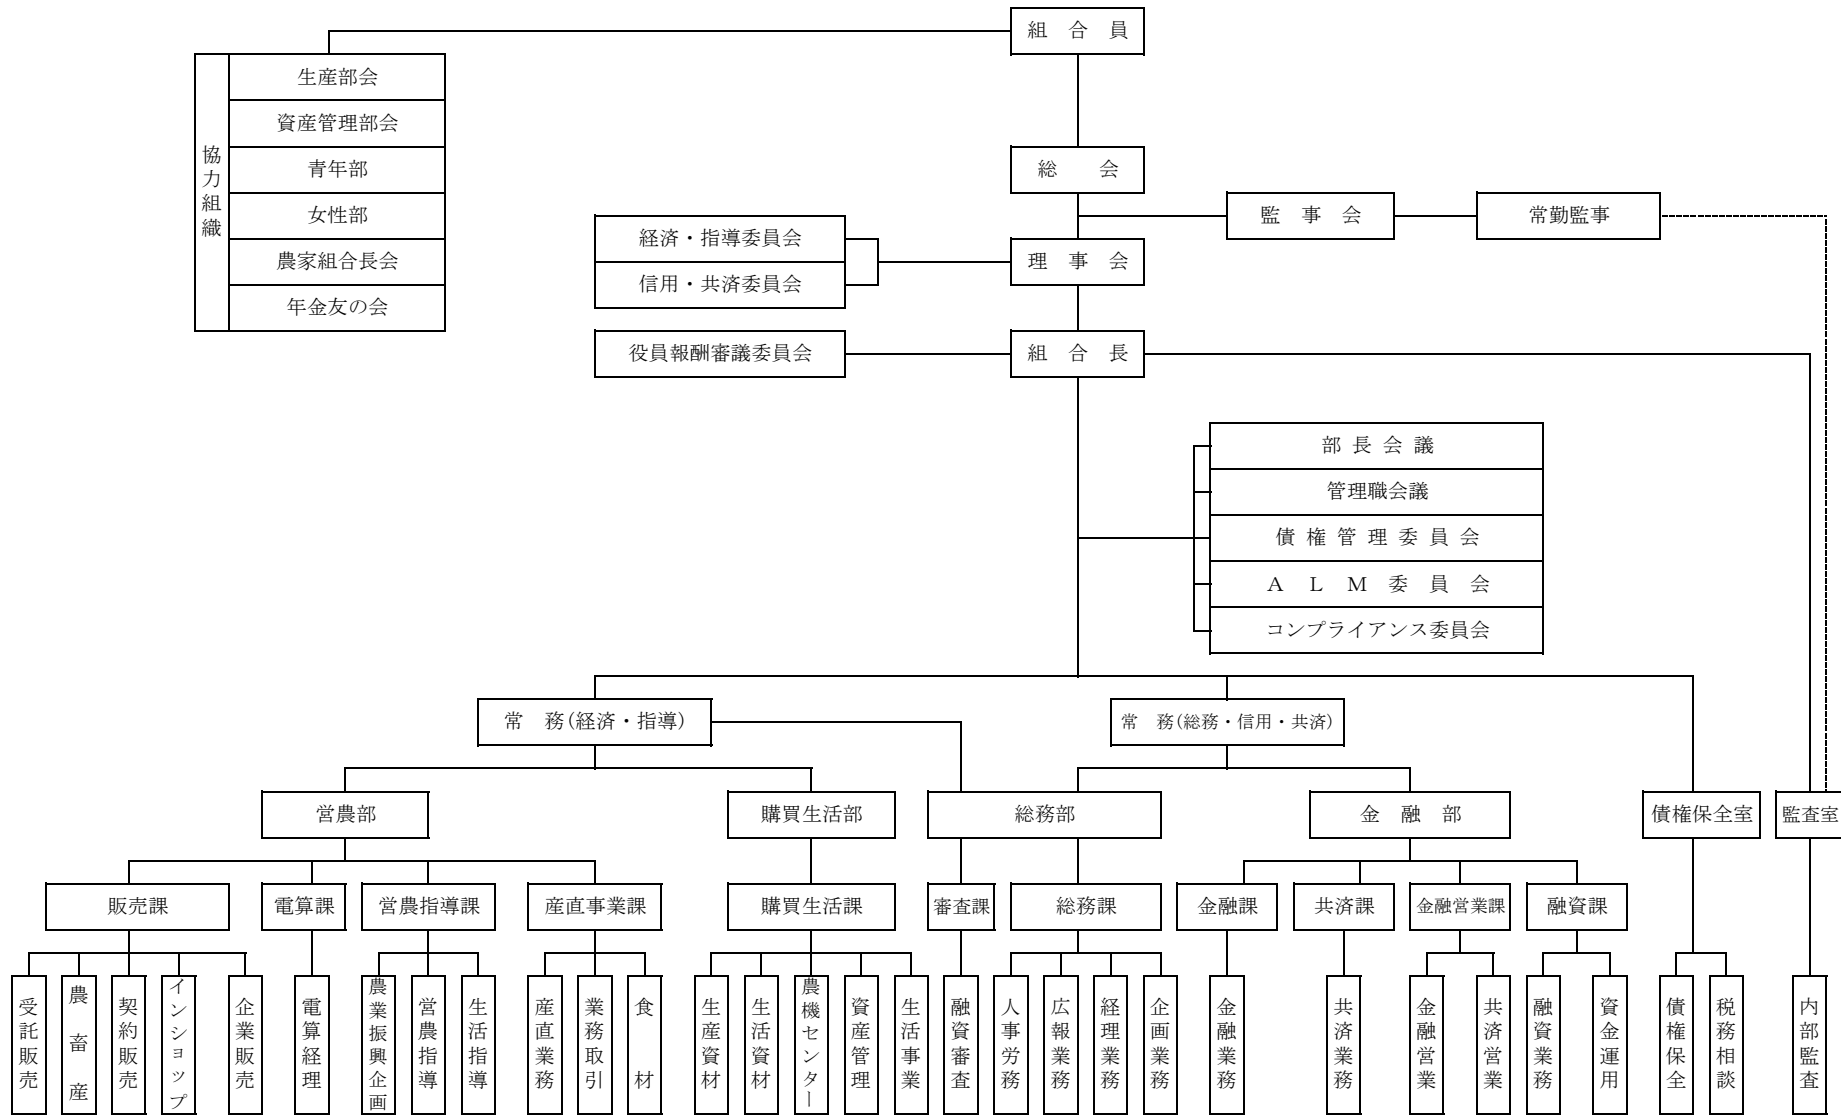 組　合　員
協力組織
生産部会
資産管理部会
青年部
女性部
農家組合長会
年金友の会
総　　会
監　事　会
常勤監事
経済・指導委員会
信用・共済委員会
理　事　会
役員報酬審議委員会
組　合　長
部 長 会 議
管理職会議
債 権 管 理 委 員 会
Ａ　Ｌ　Ｍ　委　員　会
コンプライアンス委員会
常　務(経済・指導)
常　務(総務・信用・共済)
営農部
購買生活部
総務部
金　融　部
債権保全室
監査室
販売課
電算課
営農指導課
産直事業課
購買生活課
審査課
総務課
金融課
共済課
金融営業課
融資課
受託販売
農　畜　産
契約販売
インショップ
企業販売
電算経理
農業振興企画
営農指導
生活指導
産直業務
業務取引
食　　材
生産資材
生活資材
農機センター
資産管理
生活事業
融資審査
人事労務
広報業務
経理業務
企画業務
金融業務
共済業務
金融営業
共済営業
融資業務
資金運用
債権保全
税務相談
内部監査